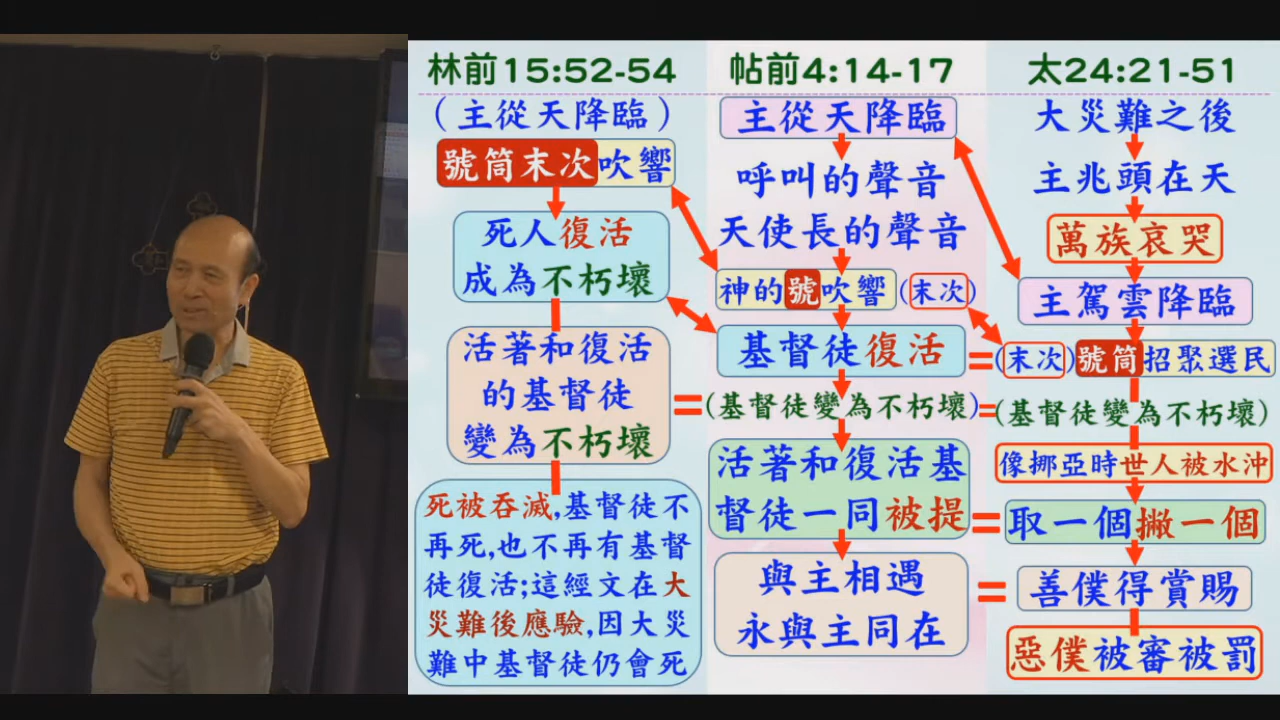 林前15:52-54
（主從天降臨）
號筒末次吹響
死人復活
成為不朽壞
活著和復活
的基督徒
變為不朽壞
死被吞滅,基督徒不
再死,也不再有基督
徒復活;這經文在大
災難後應驗,因大災
難中基督徒仍會死
帖前4:14-17
主從天降臨
呼叫的聲音
天使長的聲音
神的號吹響(末次)
基督徒復活
(基督徒變為不朽壞)
活著和復活基
督徒一同被提
與主相遇
永與主同在
太24:21-51
大災難之後
主兆頭在天
萬族哀哭
主駕雲降臨
(末次)號筒招聚選民
(基督徒變為不朽壞)
像挪亞時世人被水沖
取一個撇一個
善僕得賞賜
惡僕被審被罰